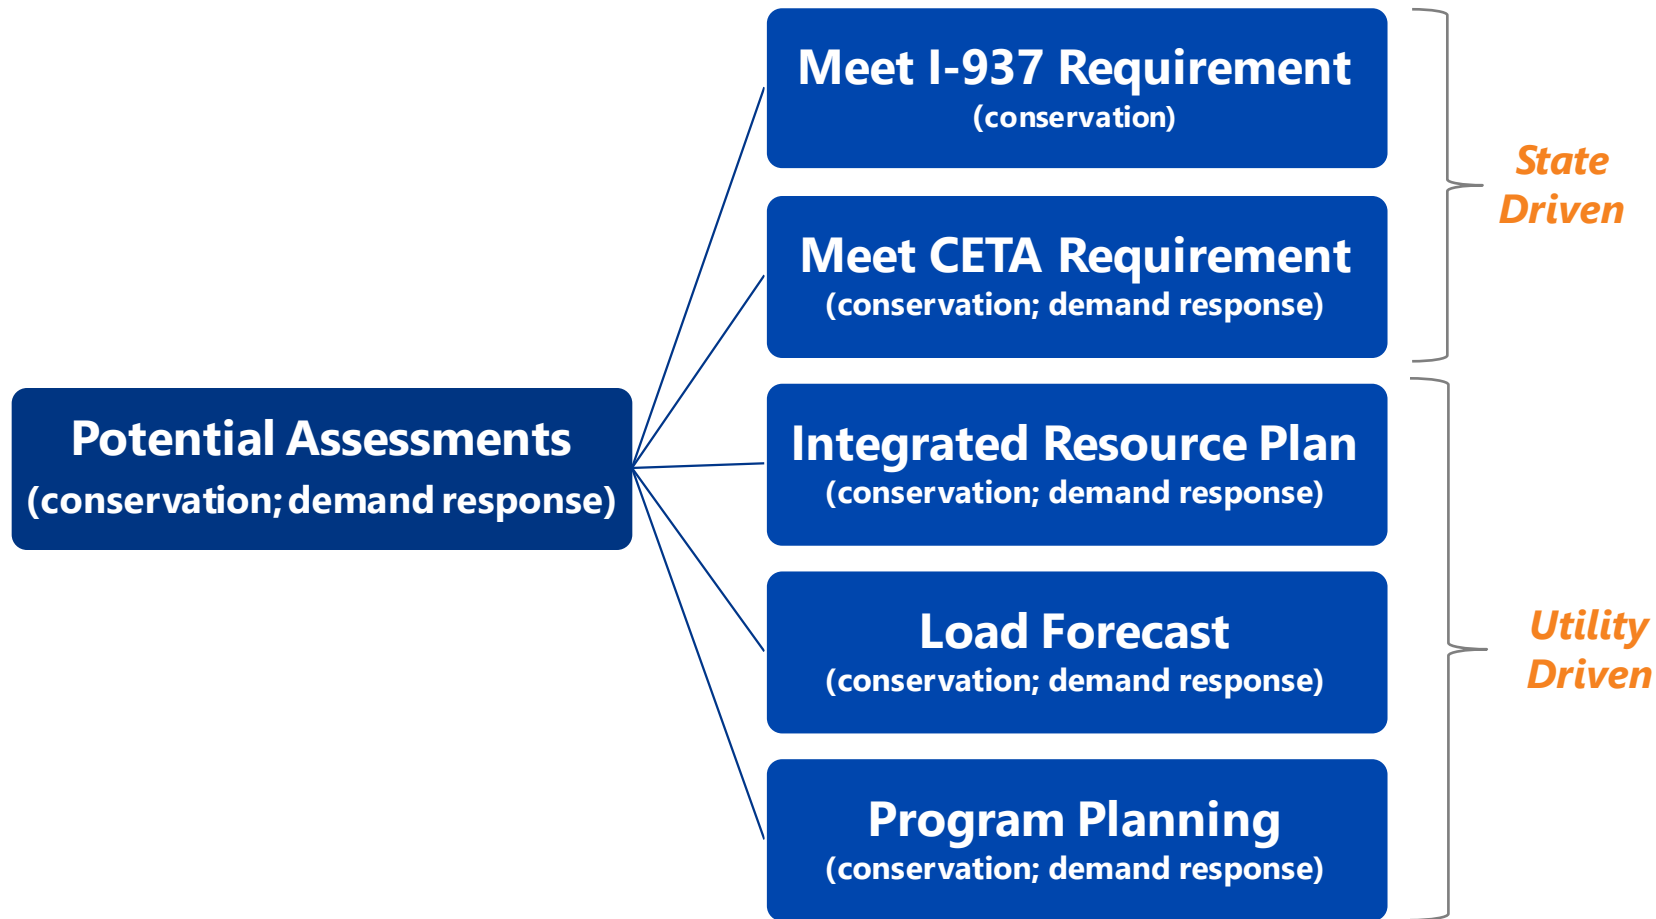 Meet I-937 Requirement
(conservation)
State
Driven
Meet CETA Requirement
(conservation; demand response)
Potential Assessments
(conservation; demand response)
Integrated Resource Plan
(conservation; demand response)
Load Forecast
(conservation; demand response)
Utility
Driven
Program Planning
(conservation; demand response)